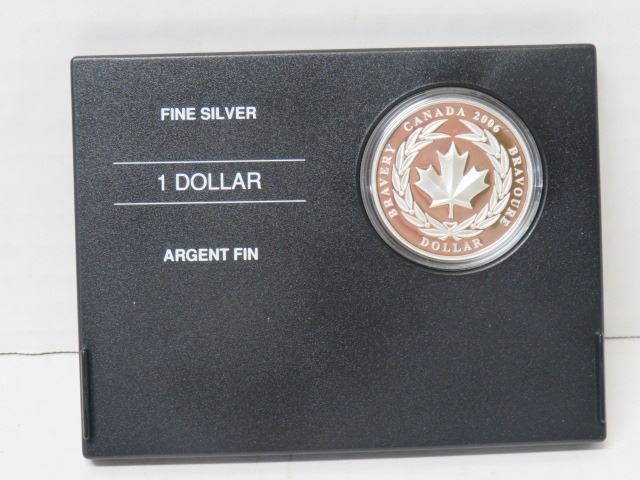 FINE SILVER
1 DOLLAR
ARGENT FIN
BRAVERY CANADA 2006 BRAVOURE
DOLLAR